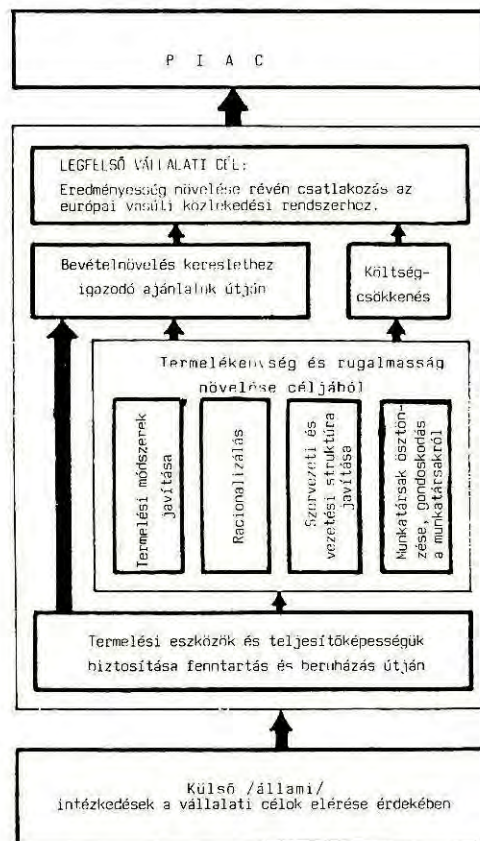 P I A C
LEGFELSŐ VÁLLALATI CÉL:
Eredményesség növelése révén csatlakozás az
európai vasúti közlekedési rendszerhez.
Bevételnövelés kereslethez
igazodó ajánlatok útján
Költség-
csökkenés
Termelékenység és rugalmasság
növelése céljából
Termelési módszerek
javítása
Racionalizálás
Szervezeti és
vezetési struktúra
javítása
Munkatársak ösztön-
zése, gondoskodás
a munkatársakról
Termelési eszközök és teljesítőképességük
biztosítása fenntartás és beruházás útján
Külső /állami/
intézkedések a vállalati célok elérése érdekében